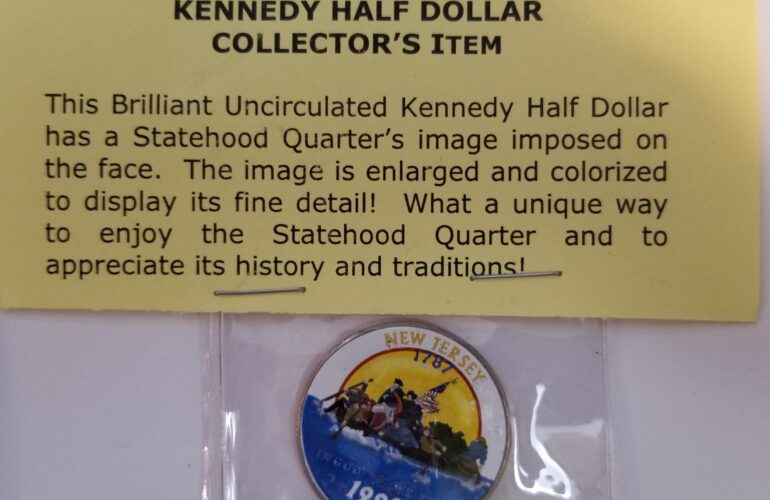 KENNEDY HALF DOLLAR
COLLECTOR'S ITEM
This Brilliant Uncirculated Kennedy Half Dollar
has a Statehood Quarter's image imposed on
the face. The image is enlarged and colorized
to display its fine detail! What a unique way
to enjoy the Statehood Quarter and to
appreciate its history and traditions!
NEW JERSEY
1787